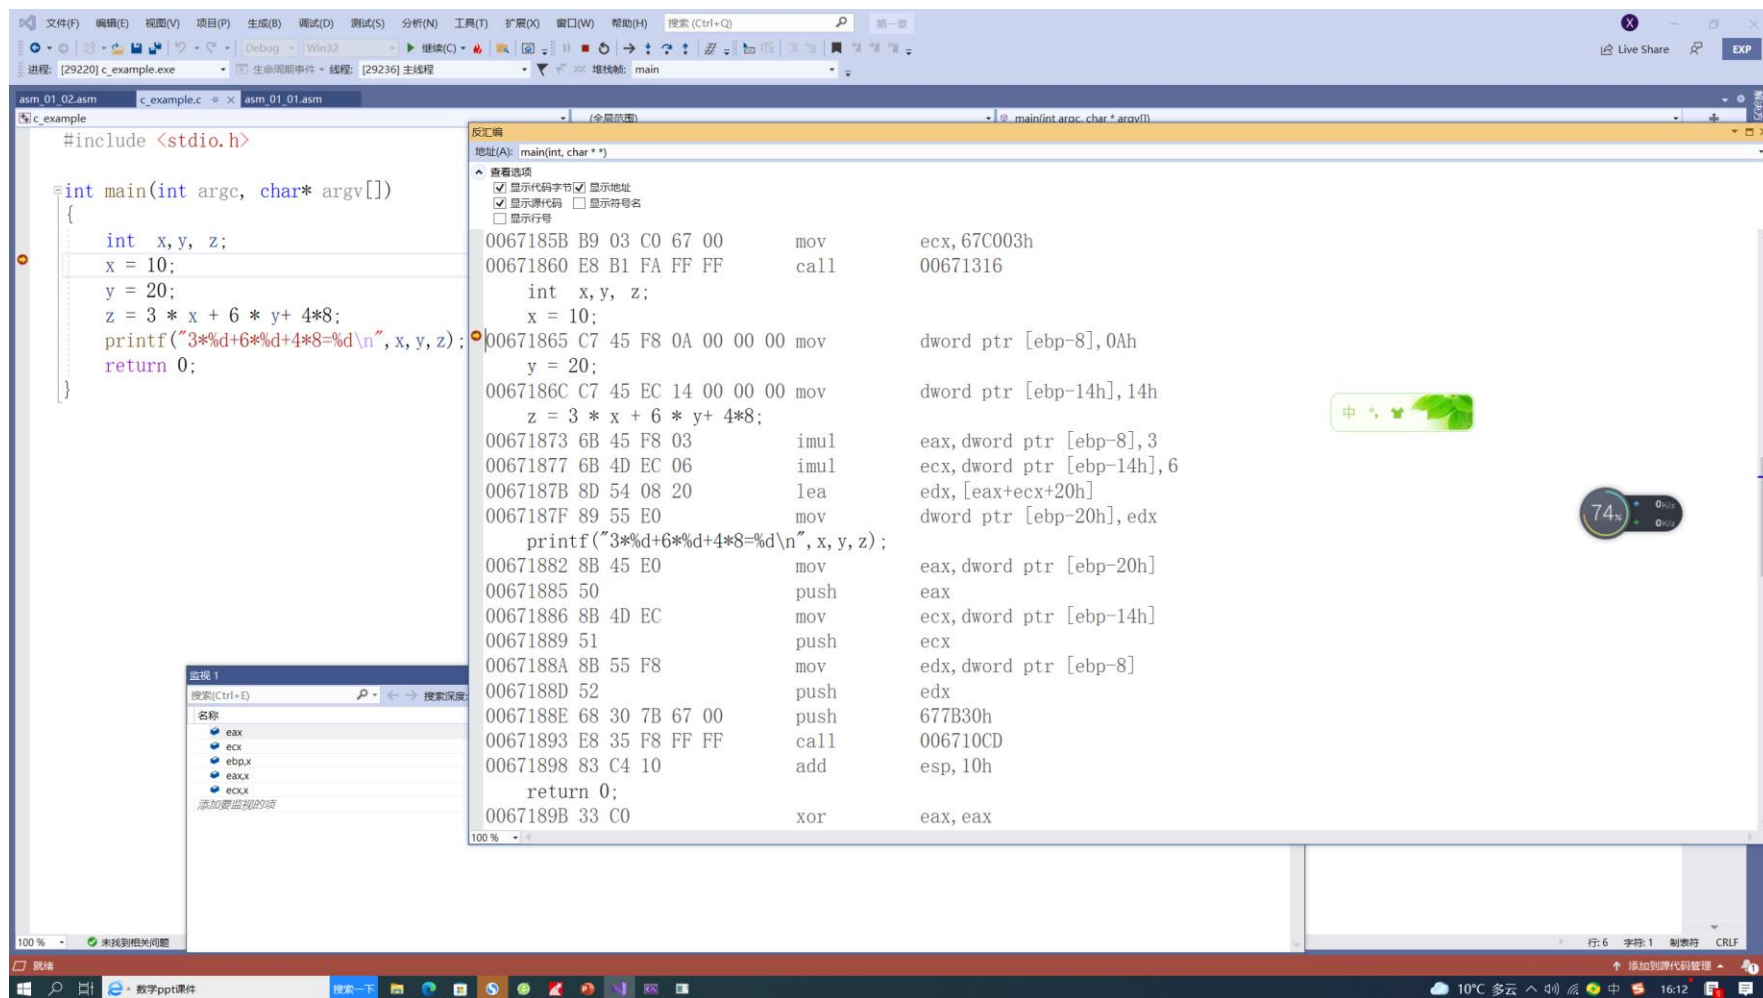 文件(F) 编辑(E) 视图(V) 项目(P) 生成(B) 调试(D) 测试(S) 分析(N) 工具(T) 扩展(X) 窗口(W) 帮助(H) 搜索 (Ctrl+Q) 第一章 X
Debug Win32 继续(C) Live Share EXP
进程: [29220] c_example.exe 生命周期事件 线程: [29236] 主线程 堆栈帧: main
asm_01_02.asm c_example.c asm_01_01.asm
c_example (全局范围) main(int argc, char * argv[])
#include <stdio.h>
int main(int argc, char* argv[])
{
int x,y, z;
x = 10;
y = 20;
z = 3 * x + 6 * y+ 4*8;
printf("3*%d+6*%d+4*8=%d\n",x,y,z);
return 0;
}
反汇编
地址(A): main(int, char * *)
查看选项
显示代码字节 显示地址
显示源代码 显示符号名
显示行号
0067185B B9 03 C0 67 00 mov ecx,67C003h
00671860 E8 B1 FA FF FF call 00671316
int x,y, z;
x = 10;
00671865 C7 45 F8 0A 00 00 00 mov dword ptr [ebp-8],0Ah
y = 20;
0067186C C7 45 EC 14 00 00 00 mov dword ptr [ebp-14h],14h
z = 3 * x + 6 * y+ 4*8;
00671873 6B 45 F8 03 imul eax,dword ptr [ebp-8],3
00671877 6B 4D EC 06 imul ecx,dword ptr [ebp-14h],6
0067187B 8D 54 08 20 lea edx,[eax+ecx+20h]
0067187F 89 55 E0 mov dword ptr [ebp-20h],edx
printf("3*%d+6*%d+4*8=%d\n",x,y,z);
00671882 8B 45 E0 mov eax,dword ptr [ebp-20h]
00671885 50 push eax
00671886 8B 4D EC mov ecx,dword ptr [ebp-14h]
00671889 51 push ecx
0067188A 8B 55 F8 mov edx,dword ptr [ebp-8]
0067188D 52 push edx
0067188E 68 30 7B 67 00 push 677B30h
00671893 E8 35 F8 FF FF call 006710CD
00671898 83 C4 10 add esp,10h
return 0;
0067189B 33 C0 xor eax,eax
100 %
中
74%
0K/s
0K/s
监视 1
搜索(Ctrl+E) 搜索深度:
名称
eax
ecx
ebp,x
eax,x
ecx,x
添加要监视的项
100 % 未找到相关问题 行: 6 字符: 1 制表符 CRLF
就绪 添加到源代码管理 1
数学ppt课件 搜索一下 10°C 多云 中 16:12